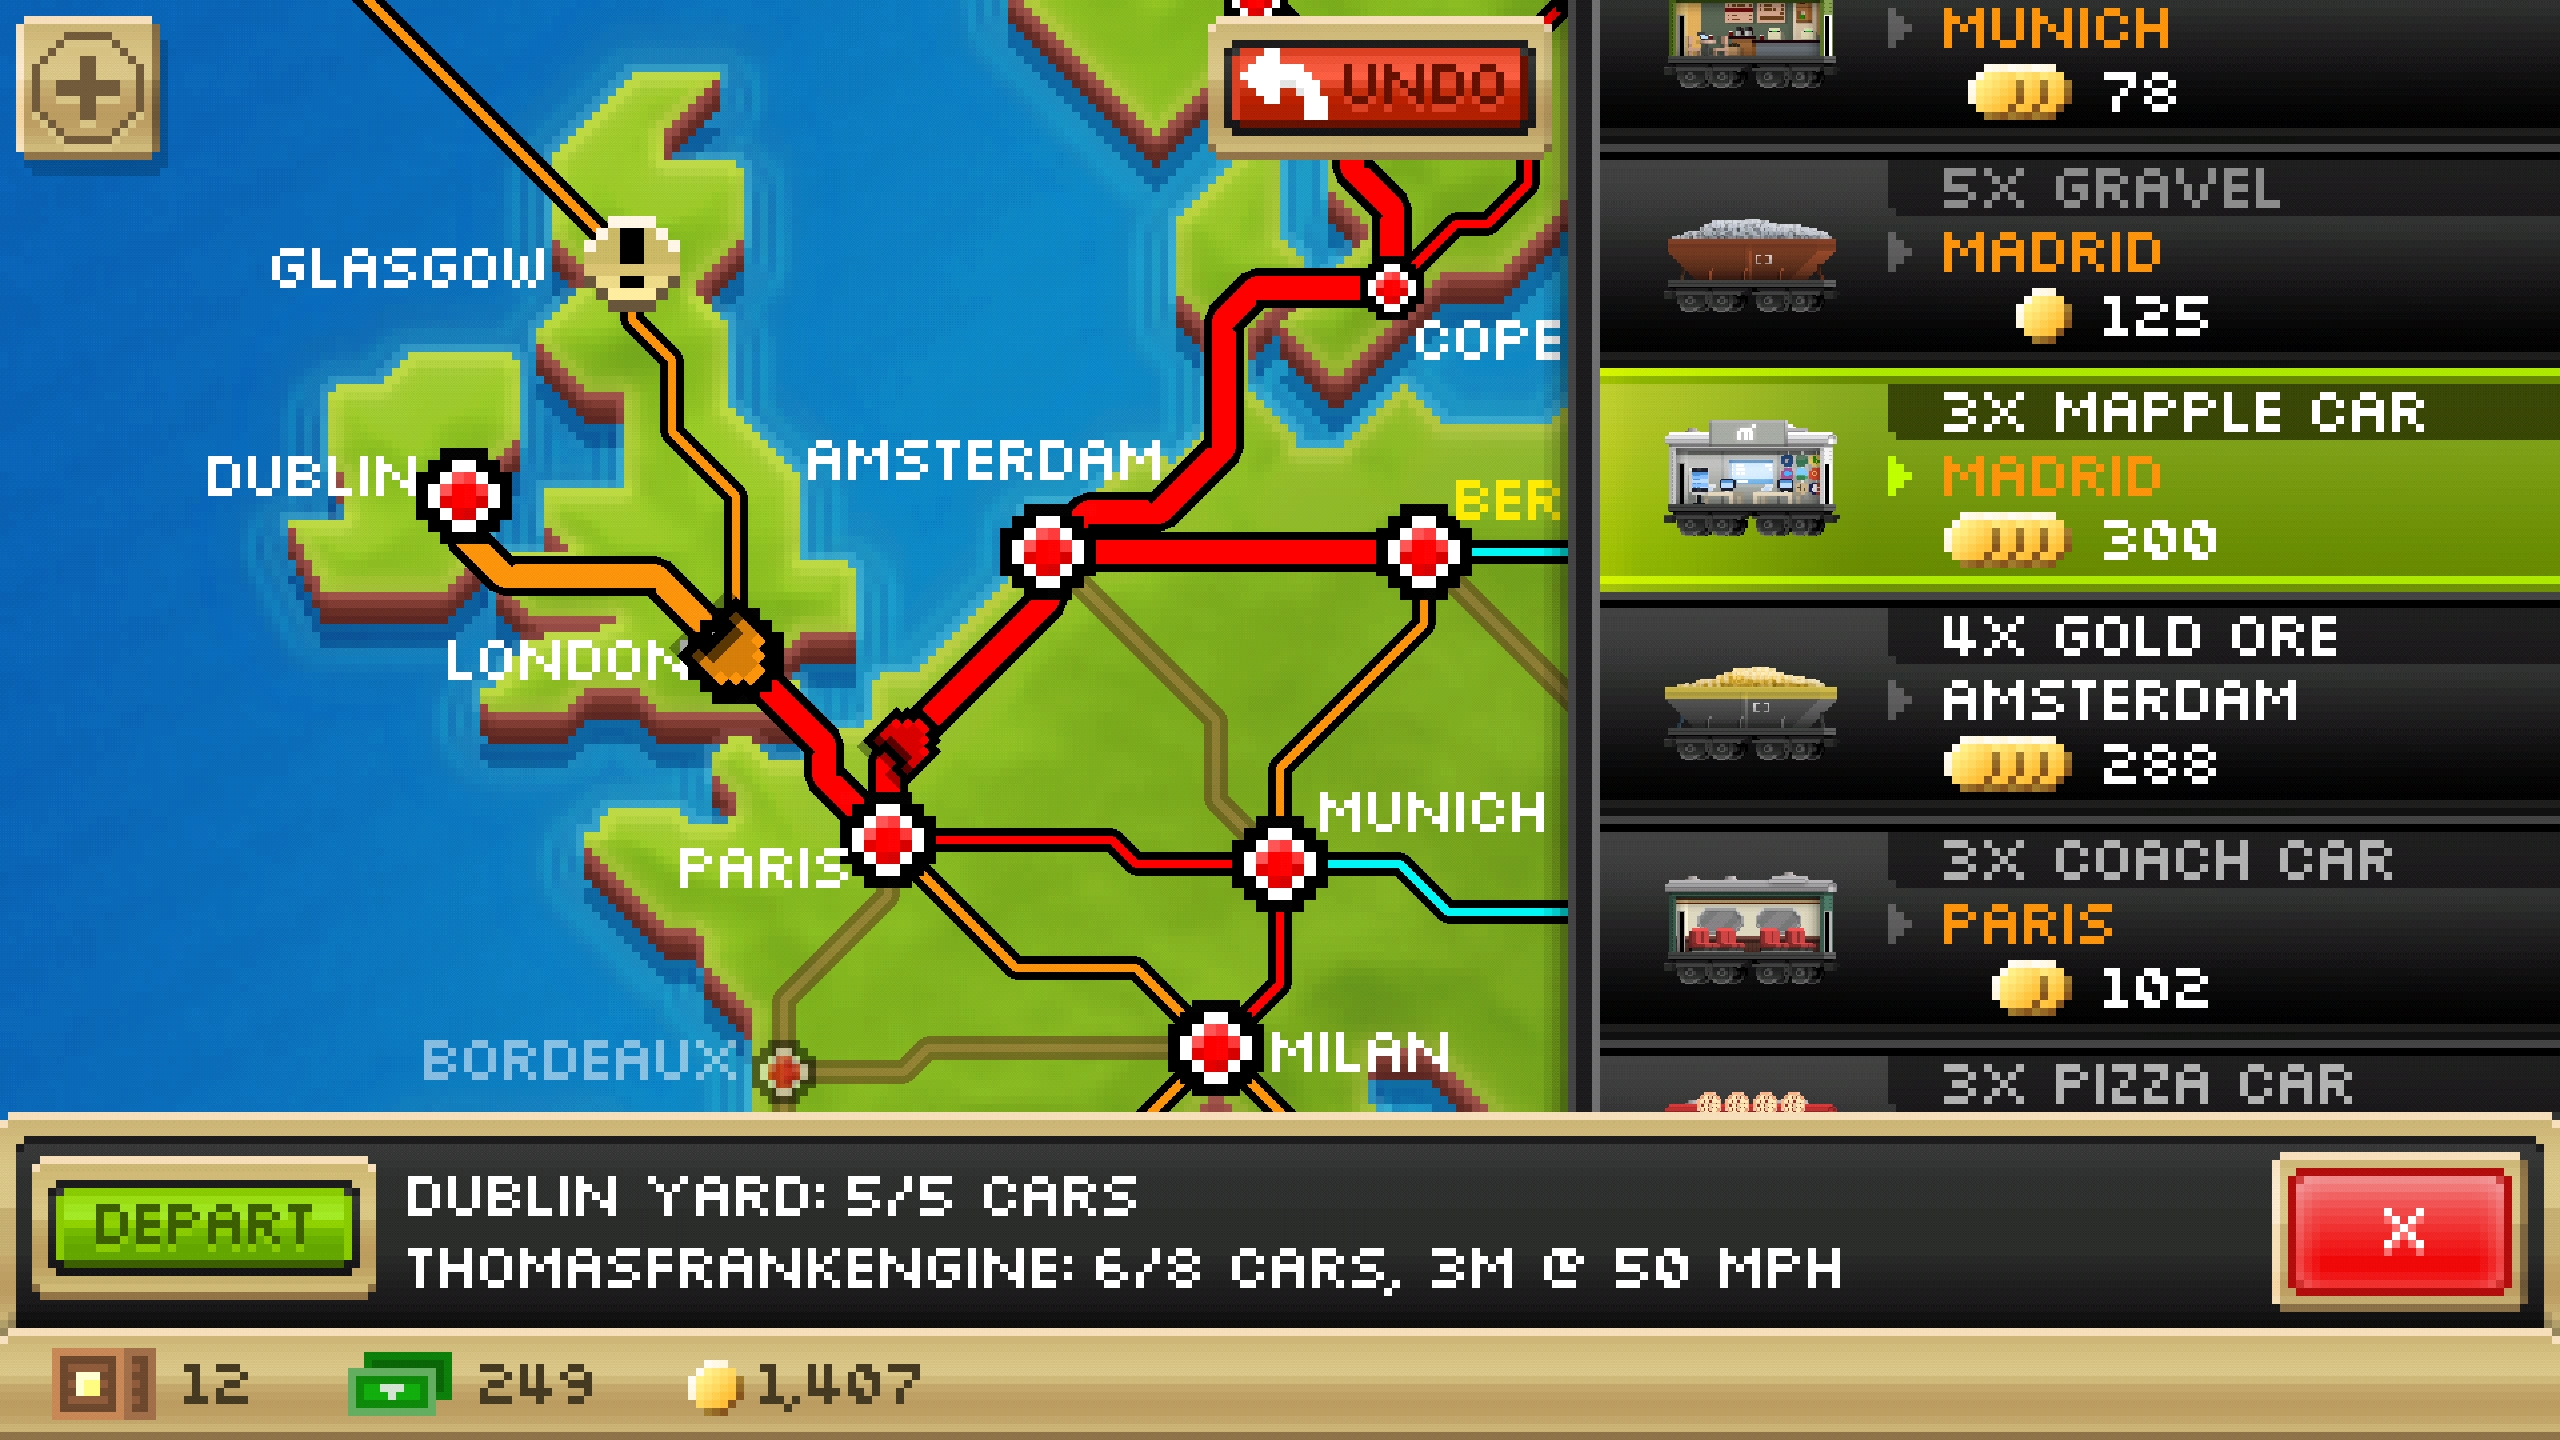 UNDO
GLASGOW
DUBLIN
LONDON
AMSTERDAM
COPE
BER
PARIS
MUNICH
BORDEAUX
MILAN
MUNICH
78
5X GRAVEL
MADRID
125
3X MAPPLE CAR
MADRID
300
4X GOLD ORE
AMSTERDAM
288
3X COACH CAR
PARIS
102
3X PIZZA CAR
DEPART
DUBLIN YARD: 5/5 CARS
THOMASFRANKENGINE: 6/8 CARS, 3M @ 50 MPH
X
12
249
1,407